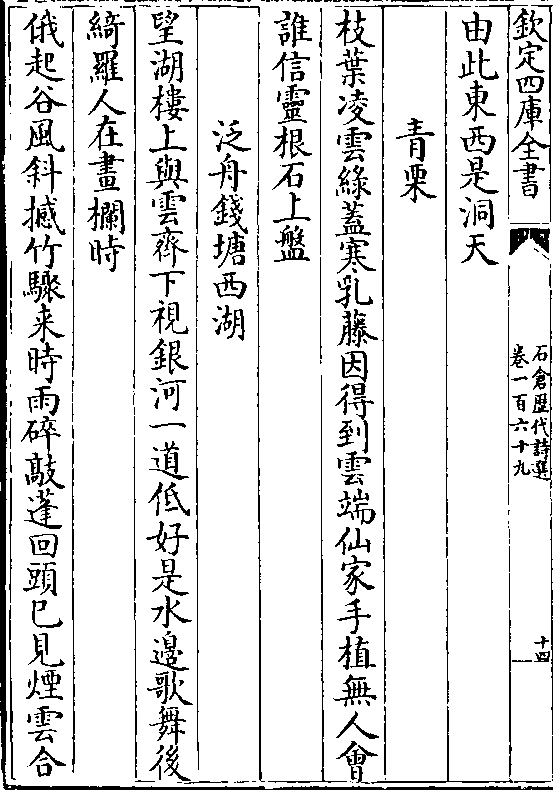 欽定四庫全書
石倉歴代詩選
卷一百六十九
十四
由此東西是洞天
青栗
枝葉凌雲綠蓋寒乳藤因得到雲端仙家手植無人會
誰信靈根石上盤
泛舟錢塘西湖
望湖樓上與雲齊下視銀河一道低好是水邉歌舞後
綺羅人在畫欄時
俄起谷風斜撼竹驟来時雨碎敲蓬回頭已見煙雲合